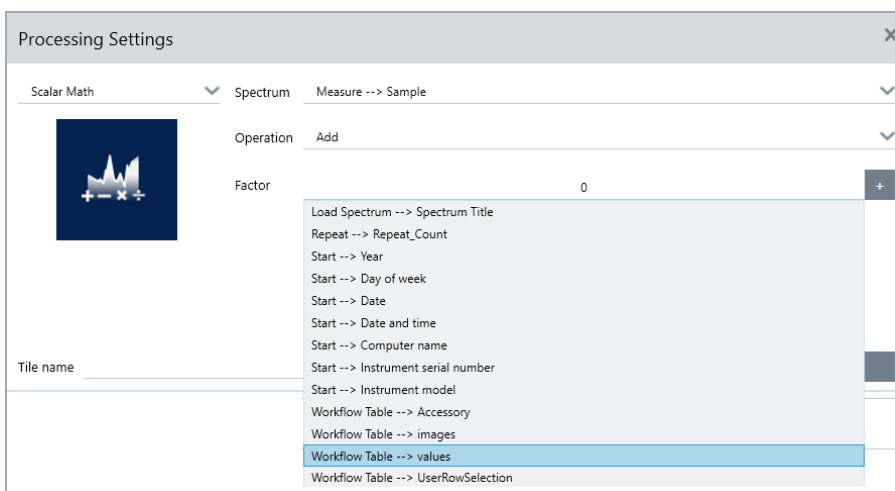 Processing Settings
Scalar Math
Spectrum Measure --> Sample
Operation Add
Factor 0 +
Load Spectrum --> Spectrum Title
Repeat --> Repeat_Count
Start --> Year
Start --> Day of week
Start --> Date
Start --> Date and time
Start --> Computer name
Start --> Instrument serial number
Start --> Instrument model
Tile name
Workflow Table --> Accessory
Workflow Table --> images
Workflow Table --> values
Workflow Table --> UserRowSelection